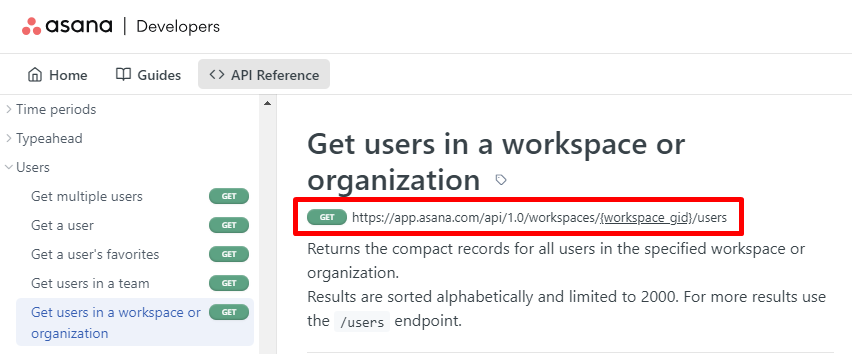 asana | Developers
Home Guides <> API Reference
Time periods
Typeahead
Users
Get multiple users GET
Get a user GET
Get a user's favorites GET
Get users in a team GET
Get users in a workspace or GET
organization
Get users in a workspace or
organization
GET https://app.asana.com/api/1.0/workspaces/{workspace_gid}/users
Returns the compact records for all users in the specified workspace or
organization.
Results are sorted alphabetically and limited to 2000. For more results use
the /users endpoint.